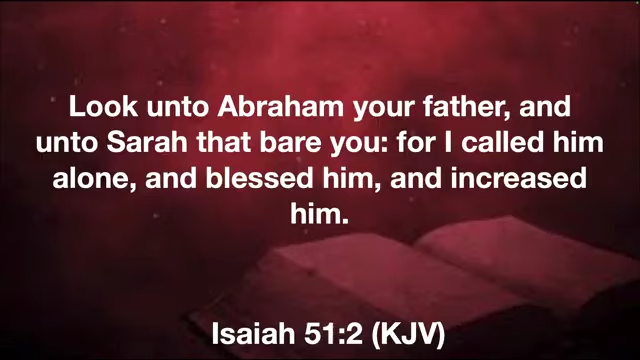 Look unto Abraham your father, and
unto Sarah that bare you: for I called him
alone, and blessed him, and increased
him.
Isaiah 51:2 (KJV)